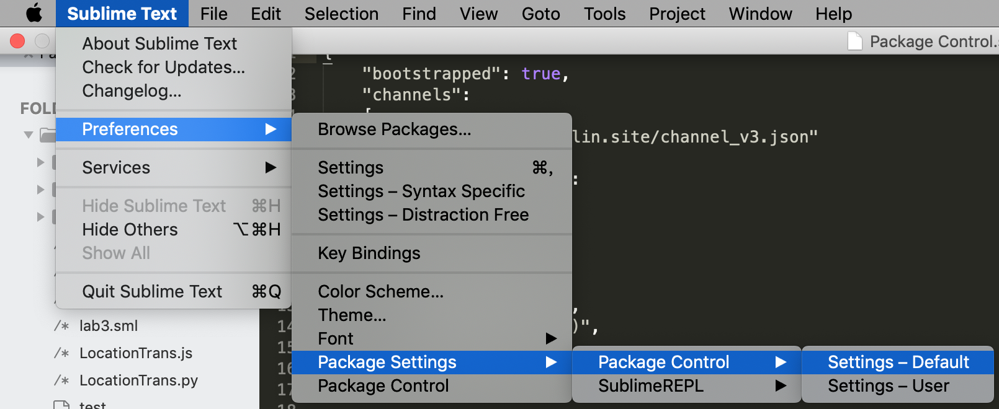 Sublime Text File Edit Selection Find View Goto Tools Project Window Help
Package Control.
About Sublime Text
Check for Updates...
Changelog...
Preferences
Services
Hide Sublime Text ⌘H
Hide Others ⌥⌘H
Show All
Quit Sublime Text ⌘Q
Browse Packages...
Settings ⌘,
Settings – Syntax Specific
Settings – Distraction Free
Key Bindings
Color Scheme...
Theme...
Font
Package Settings
Package Control
Package Control
SublimeREPL
Settings – Default
Settings – User
"bootstrapped": true,
"channels":
[
lin.site/channel_v3.json"
:
,
14 )",
15
16
17
18
FOLD
/* lab3.sml
/* LocationTrans.js
/* LocationTrans.py
test